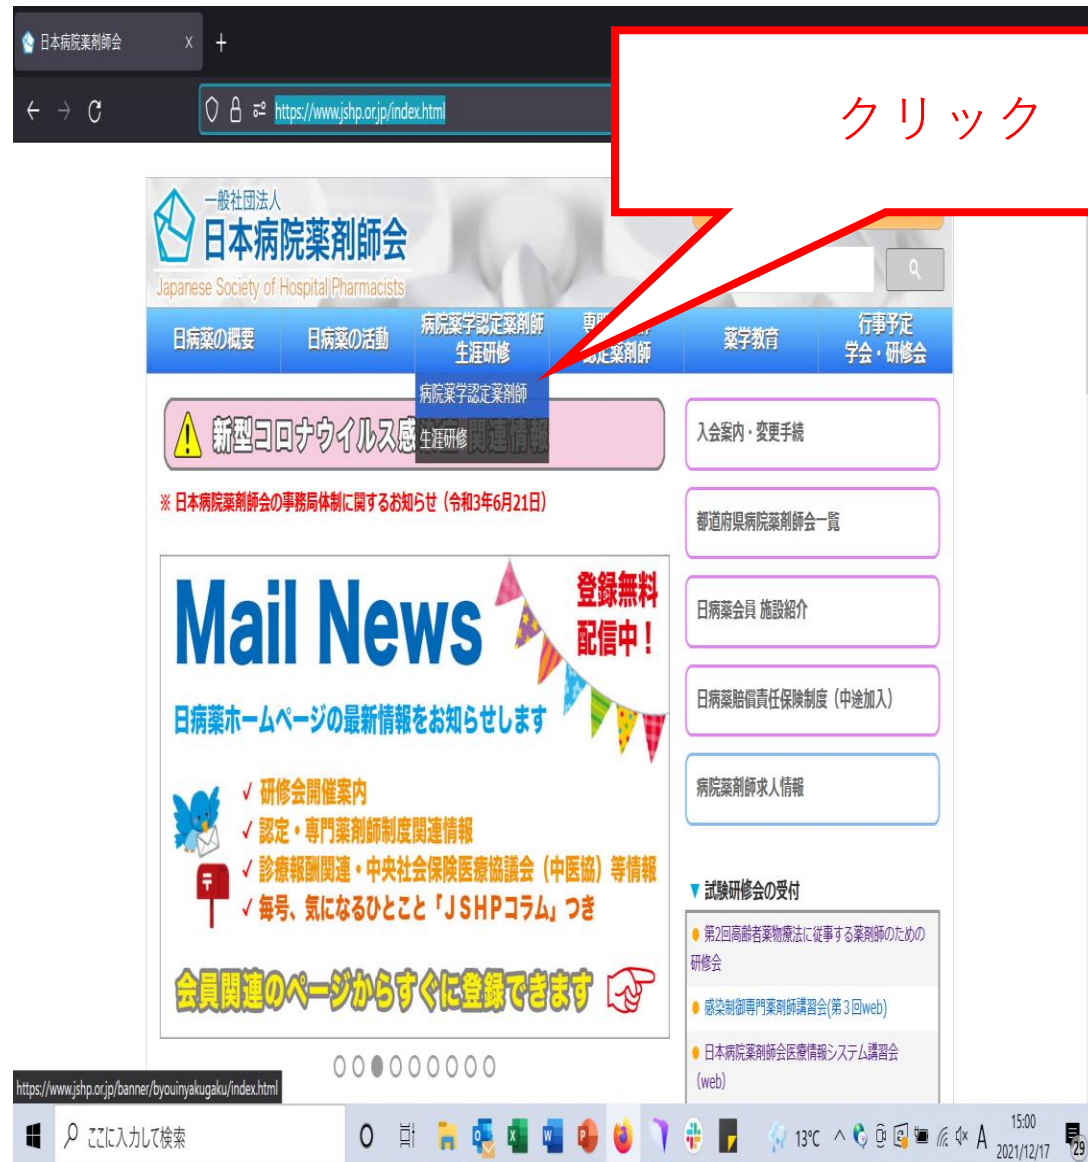 日本病院薬剤師会
https://www.jshp.or.jp/index.html
クリック
一般社団法人
日本病院薬剤師会
Japanese Society of Hospital Pharmacists
日病薬の概要
日病薬の活動
病院薬学認定薬剤師
生涯研修
薬学教育
行事予定
学会・研修会
病院薬学認定薬剤師
生涯研修
新型コロナウイルス感 関連情報
※ 日本病院薬剤師会の事務局体制に関するお知らせ（令和3年6月21日）
Mail News
登録無料
配信中！
日病薬ホームページの最新情報をお知らせします
✓ 研修会開催案内
✓ 認定・専門薬剤師制度関連情報
✓ 診療報酬関連・中央社会保険医療協議会（中医協）等情報
✓ 毎号、気になるひとこと「JSHPコラム」つき
会員関連のページからすぐに登録できます
入会案内・変更手続
都道府県病院薬剤師会一覧
日病薬会員 施設紹介
日病薬賠償責任保険制度（中途加入）
病院薬剤師求人情報
▼ 試験研修会の受付
第2回高齢者薬物療法に従事する薬剤師のための
研修会
感染制御専門薬剤師講習会(第３回web)
日本病院薬剤師会医療情報システム講習会
(web)
https://www.jshp.or.jp/banner/byouinyakugaku/index.html
ここに入力して検索
13℃
A
15:00
2021/12/17
29